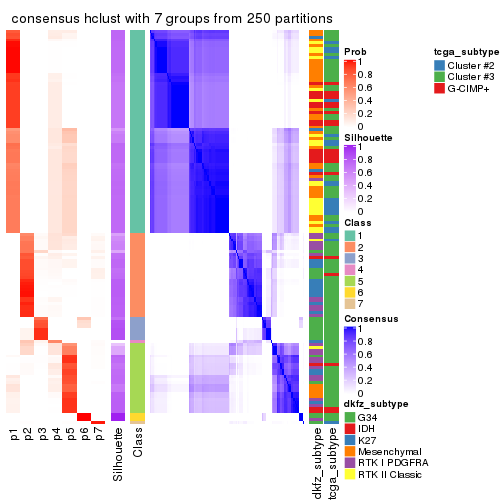 consensus hclust with 7 groups from 250 partitions
Prob
1
0.8
0.6
0.4
0.2
0
Silhouette
1
0.8
0.6
0.4
0.2
0
Class
1
2
3
4
5
6
7
Consensus
1
0.8
0.6
0.4
0.2
0
dkfz_subtype
G34
IDH
K27
Mesenchymal
RTK I PDGFRA
RTK II Classic
tcga_subtype
Cluster #2
Cluster #3
G-CIMP+
p1
p2
p3
p4
p5
p6
p7
Silhouette
Class
dkfz_subtype
tcga_subtype